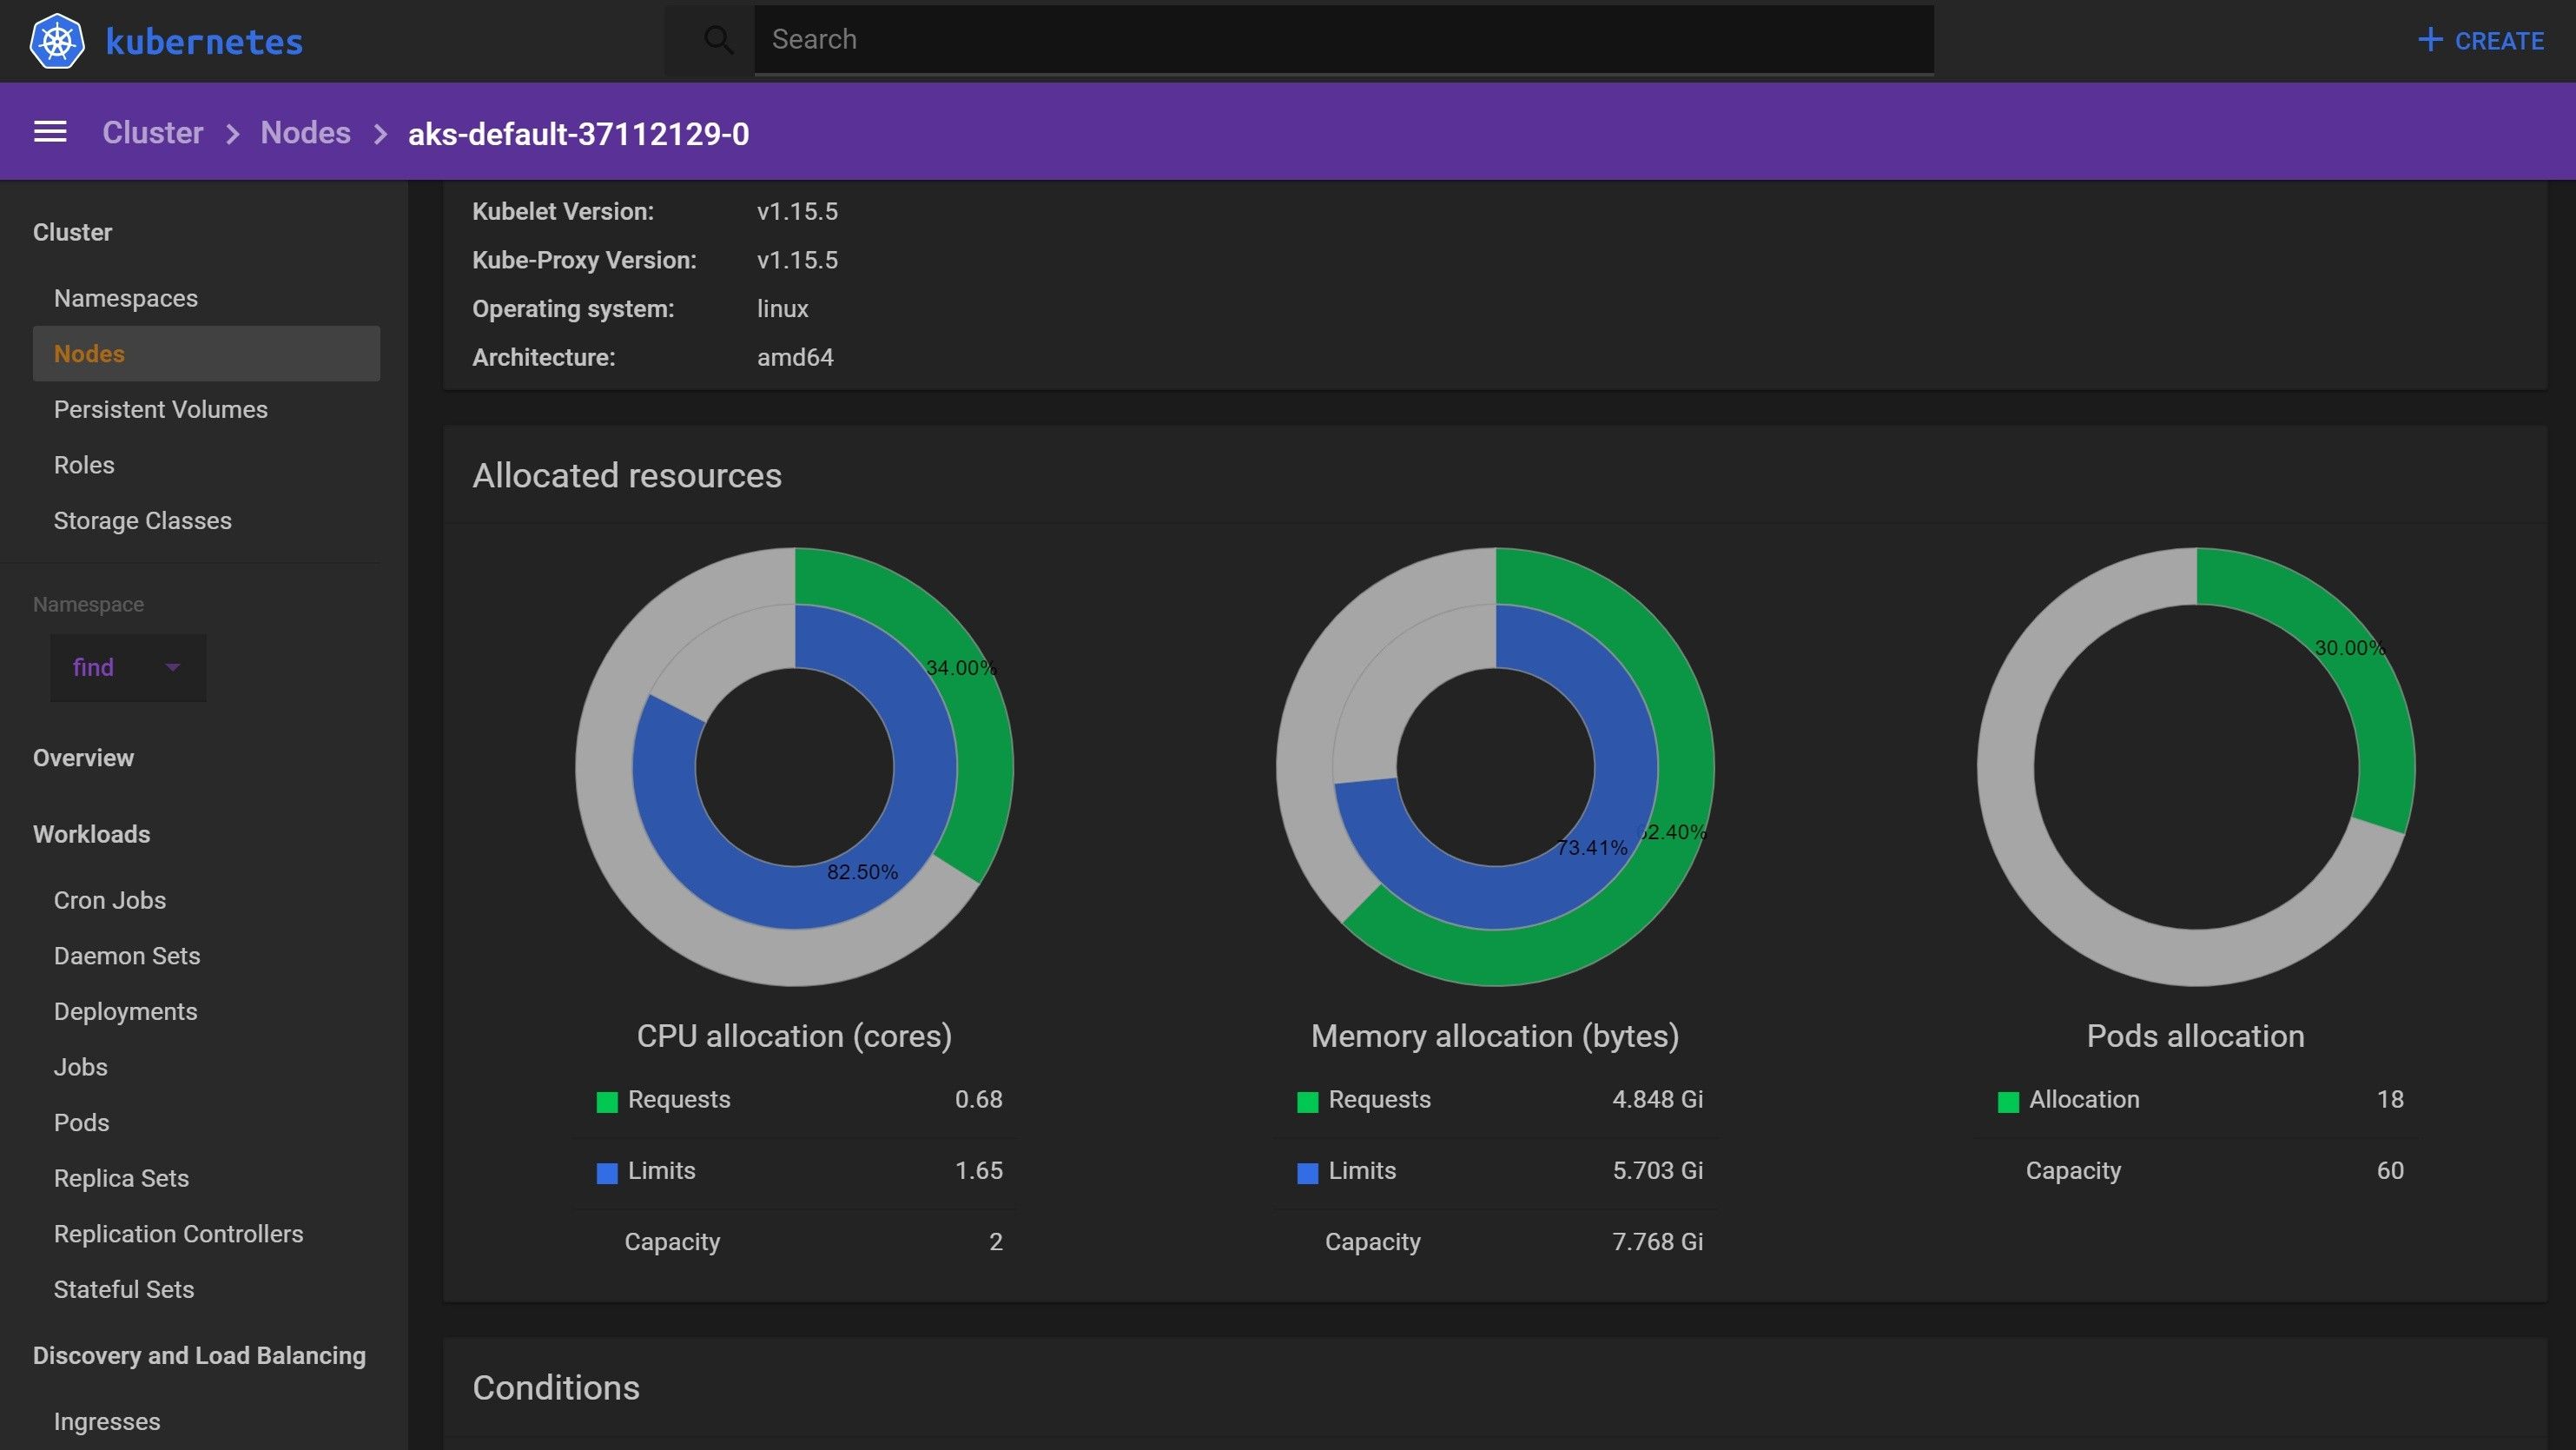 kubernetes
Search
CREATE
Cluster > Nodes > aks-default-37112129-0
Cluster
Namespaces
Nodes
Persistent Volumes
Roles
Storage Classes
Namespace
find
Overview
Workloads
Cron Jobs
Daemon Sets
Deployments
Jobs
Pods
Replica Sets
Replication Controllers
Stateful Sets
Discovery and Load Balancing
Ingresses
Kubelet Version: v1.15.5
Kube-Proxy Version: v1.15.5
Operating system: linux
Architecture: amd64
Allocated resources
34.00%
82.50%
CPU allocation (cores)
Requests 0.68
Limits 1.65
Capacity 2
62.40%
73.41%
Memory allocation (bytes)
Requests 4.848 Gi
Limits 5.703 Gi
Capacity 7.768 Gi
30.00%
Pods allocation
Allocation 18
Capacity 60
Conditions